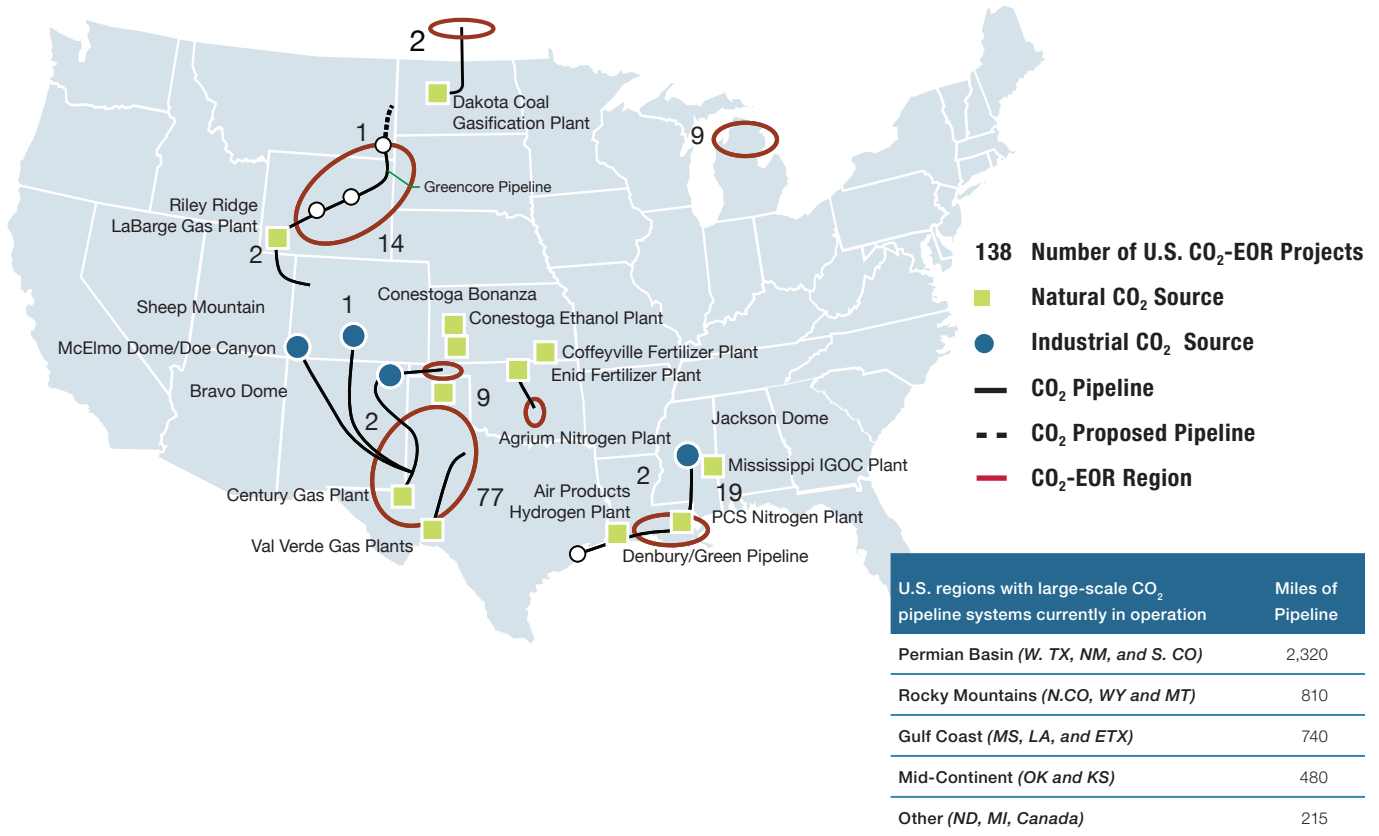 2
Dakota Coal
Gasification Plant
1
9
Greencore Pipeline
Riley Ridge
LaBarge Gas Plant
14
2
138 Number of U.S. CO₂-EOR Projects
Natural CO₂ Source
Industrial CO₂ Source
CO₂ Pipeline
CO₂ Proposed Pipeline
CO₂-EOR Region
Conestoga Bonanza
Sheep Mountain
1
Conestoga Ethanol Plant
McElmo Dome/Doe Canyon
Coffeyville Fertilizer Plant
Enid Fertilizer Plant
Bravo Dome
9
2
Jackson Dome
Agrium Nitrogen Plant
Mississippi IGOC Plant
2
19
Century Gas Plant
77
Air Products
Hydrogen Plant
PCS Nitrogen Plant
Val Verde Gas Plants
Denbury/Green Pipeline
U.S. regions with large-scale CO₂
pipeline systems currently in operation
Miles of
Pipeline
Permian Basin (W. TX, NM, and S. CO) 2,320
Rocky Mountains (N.CO, WY and MT) 810
Gulf Coast (MS, LA, and ETX) 740
Mid-Continent (OK and KS) 480
Other (ND, MI, Canada) 215